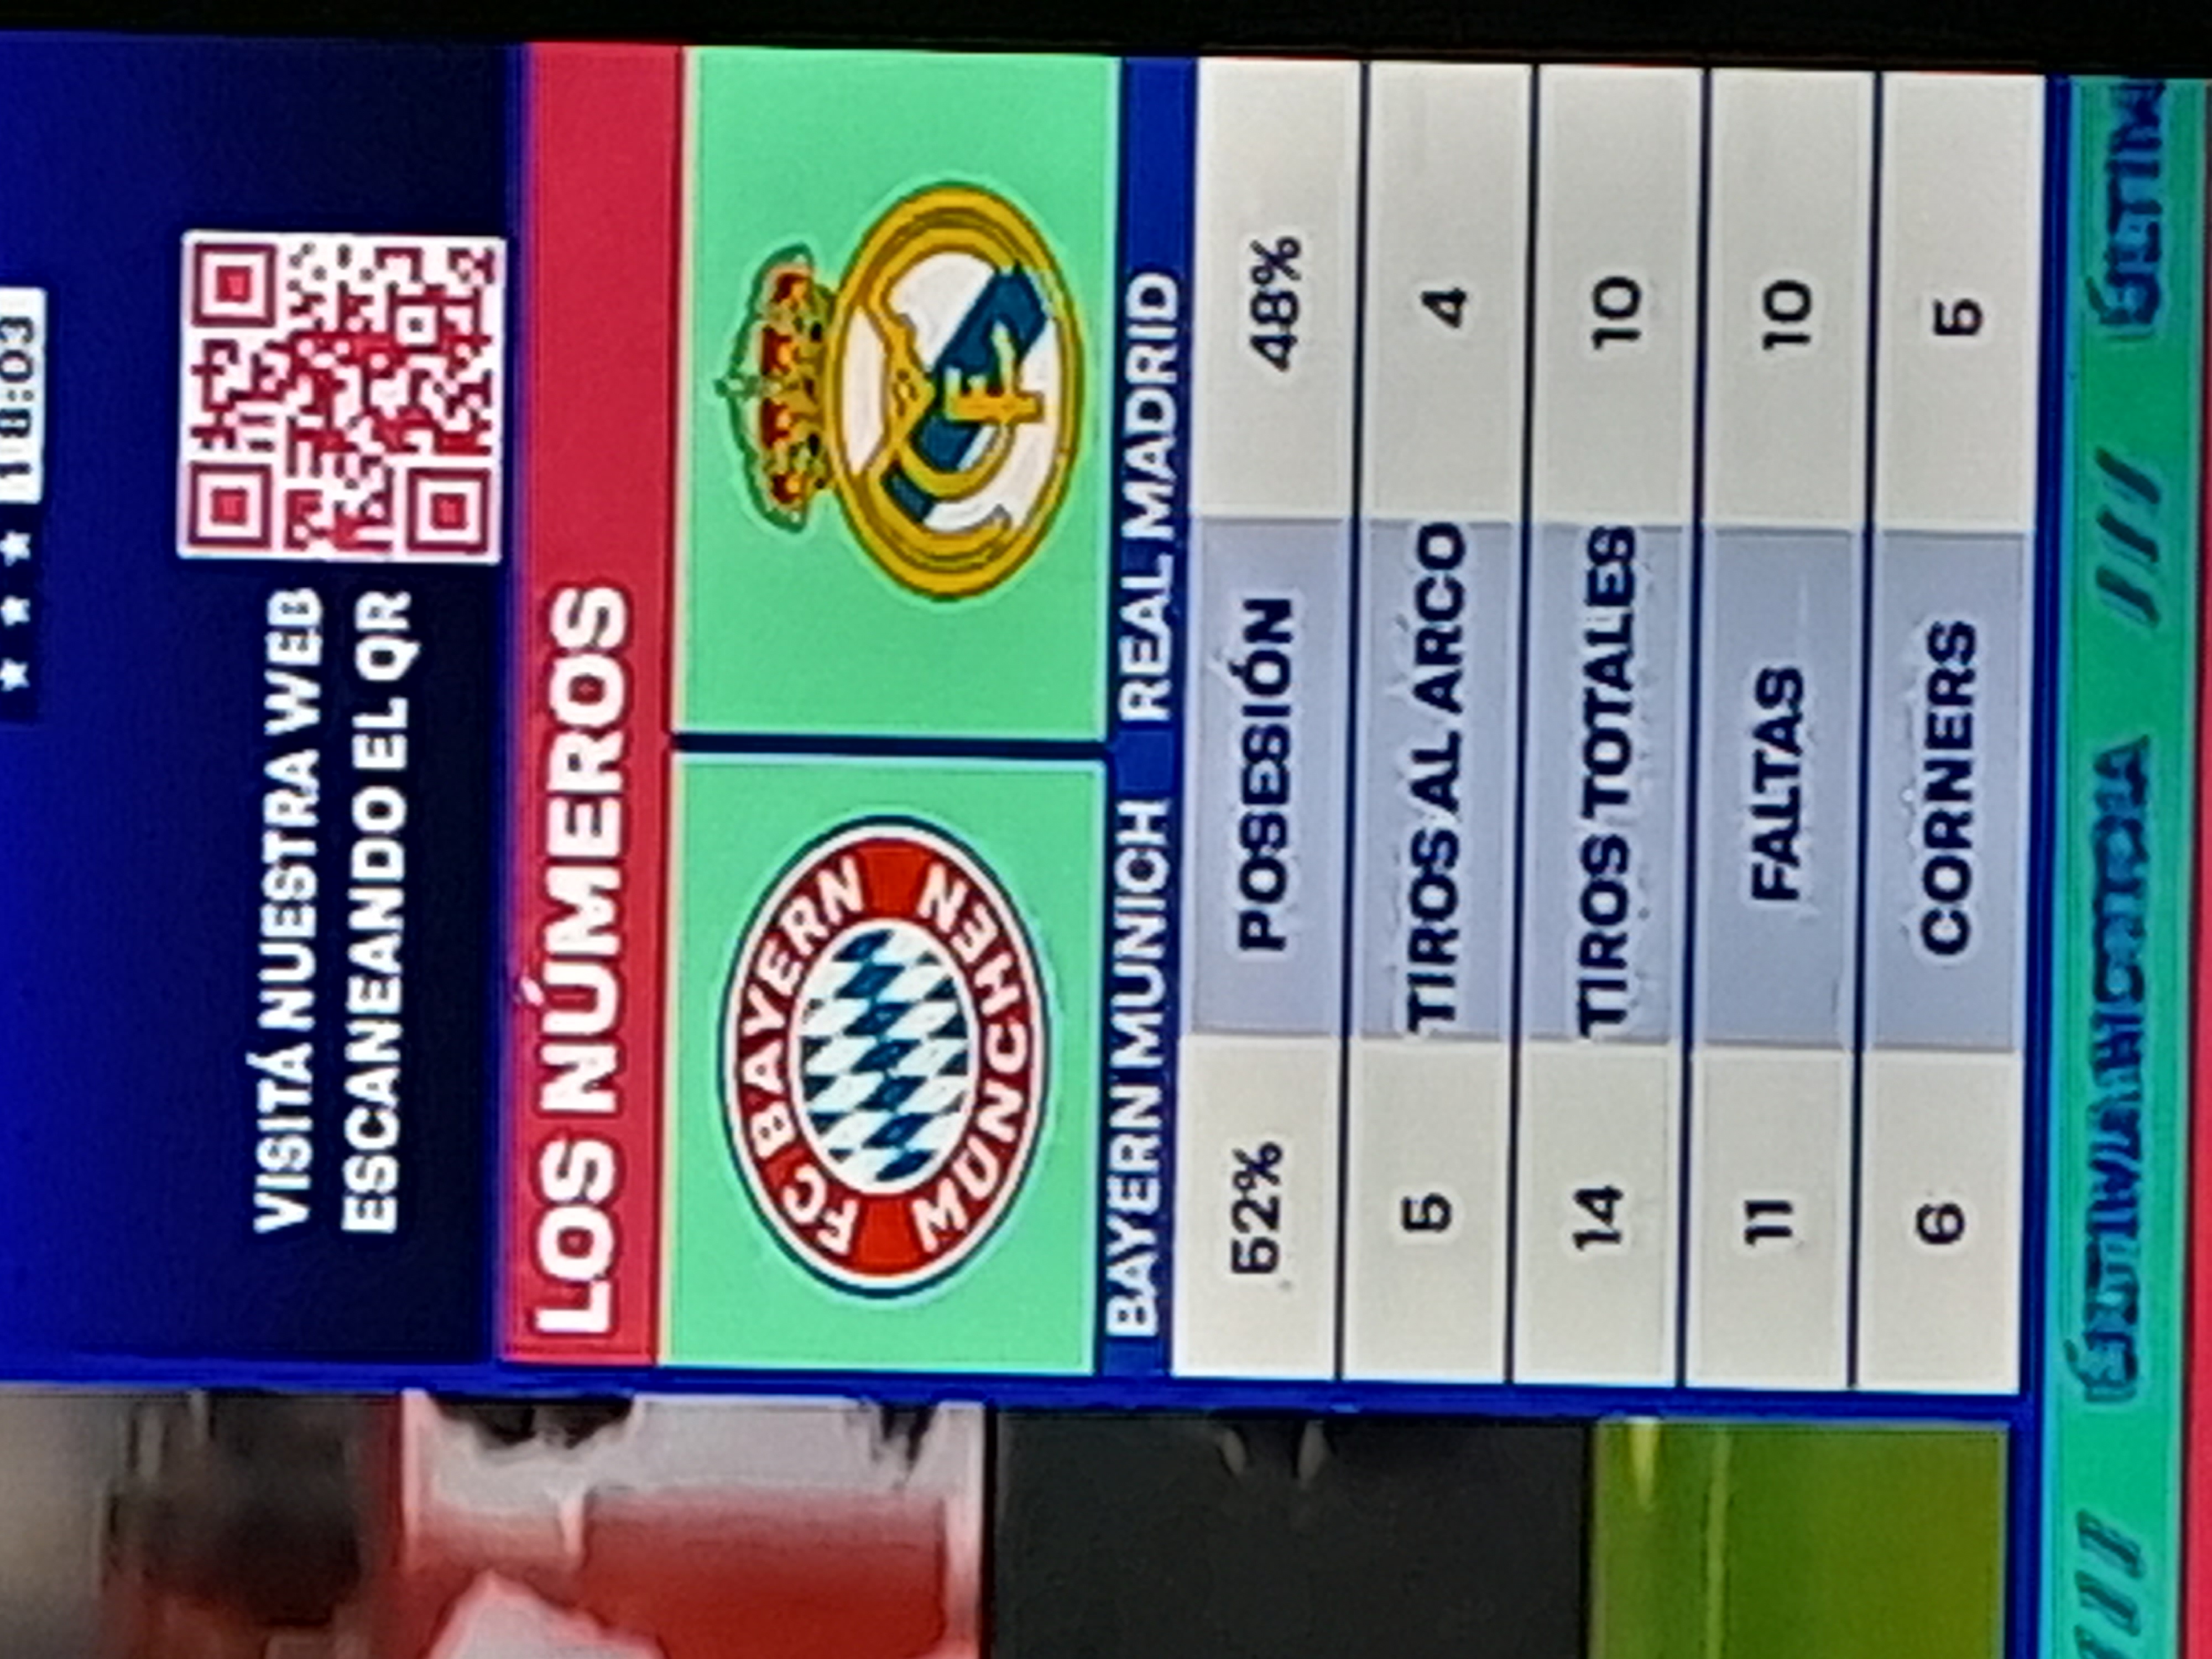 18:03
VISITÁ NUESTRA WEB
ESCANEANDO EL QR
LOS NÚMEROS
FC BAYERN
MÜNCHEN
BAYERN MUNICH REAL MADRID
52% POSESIÓN 48%
5 TIROS AL ARCO 4
14 TIROS TOTALES 10
11 FALTAS 10
6 CORNERS 5
/// ÚLTIMA NOTICIA /// ÚLTIM